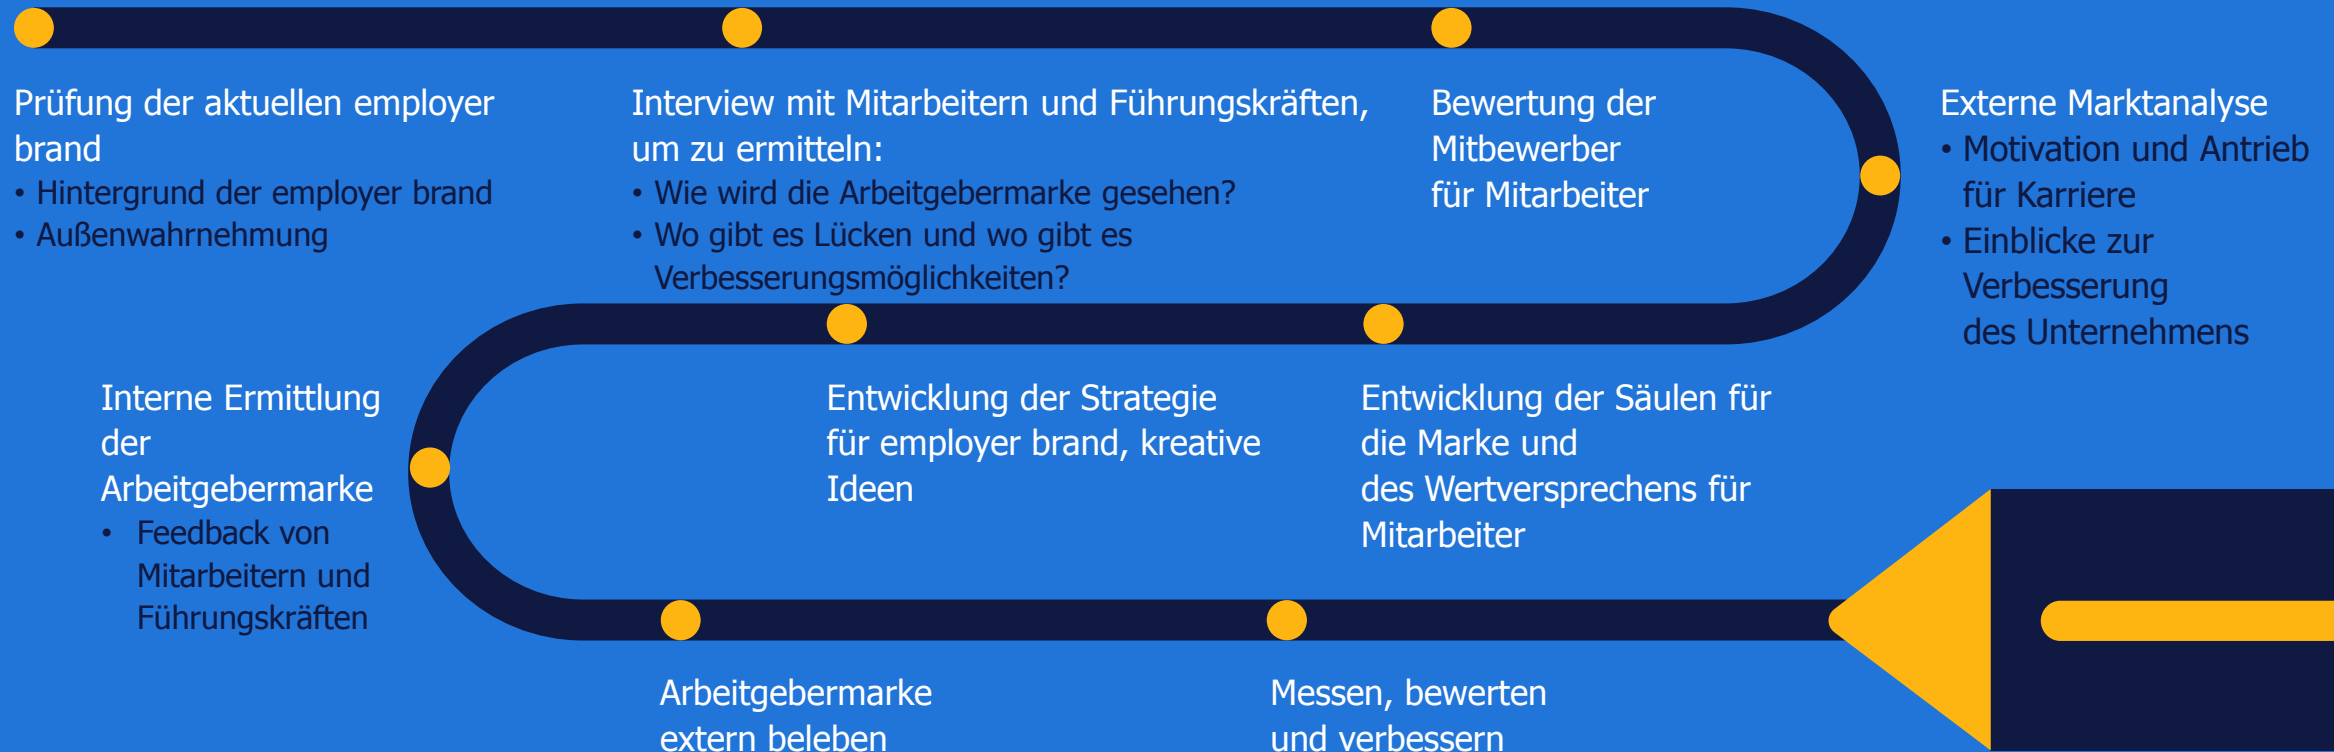 Prüfung der aktuellen employer
brand
• Hintergrund der employer brand
• Außenwahrnehmung
Interview mit Mitarbeitern und Führungskräften,
um zu ermitteln:
• Wie wird die Arbeitgebermarke gesehen?
• Wo gibt es Lücken und wo gibt es
Verbesserungsmöglichkeiten?
Bewertung der
Mitbewerber
für Mitarbeiter
Externe Marktanalyse
• Motivation und Antrieb
für Karriere
• Einblicke zur
Verbesserung
des Unternehmens
Interne Ermittlung
der
Arbeitgebermarke
• Feedback von
Mitarbeitern und
Führungskräften
Entwicklung der Strategie
für employer brand, kreative
Ideen
Entwicklung der Säulen für
die Marke und
des Wertversprechens für
Mitarbeiter
Arbeitgebermarke
extern beleben
Messen, bewerten
und verbessern